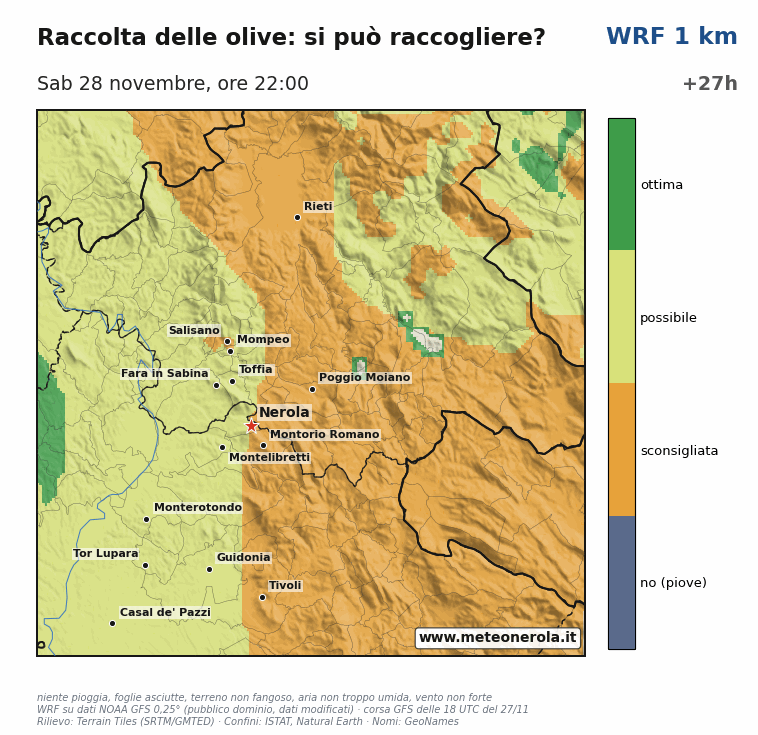 Raccolta delle olive: si può raccogliere?
WRF 1 km
Sab 28 novembre, ore 22:00
+27h
Rieti
Salisano
Mompeo
Toffia
Fara in Sabina
Poggio Moiano
Nerola
Montorio Romano
Montelibretti
Monterotondo
Tor Lupara
Guidonia
Tivoli
Casal de' Pazzi
www.meteonerola.it
ottima
possibile
sconsigliata
no (piove)
niente pioggia, foglie asciutte, terreno non fangoso, aria non troppo umida, vento non forte
WRF su dati NOAA GFS 0,25° (pubblico dominio, dati modificati) · corsa GFS delle 18 UTC del 27/11
Rilievo: Terrain Tiles (SRTM/GMTED) · Confini: ISTAT, Natural Earth · Nomi: GeoNames